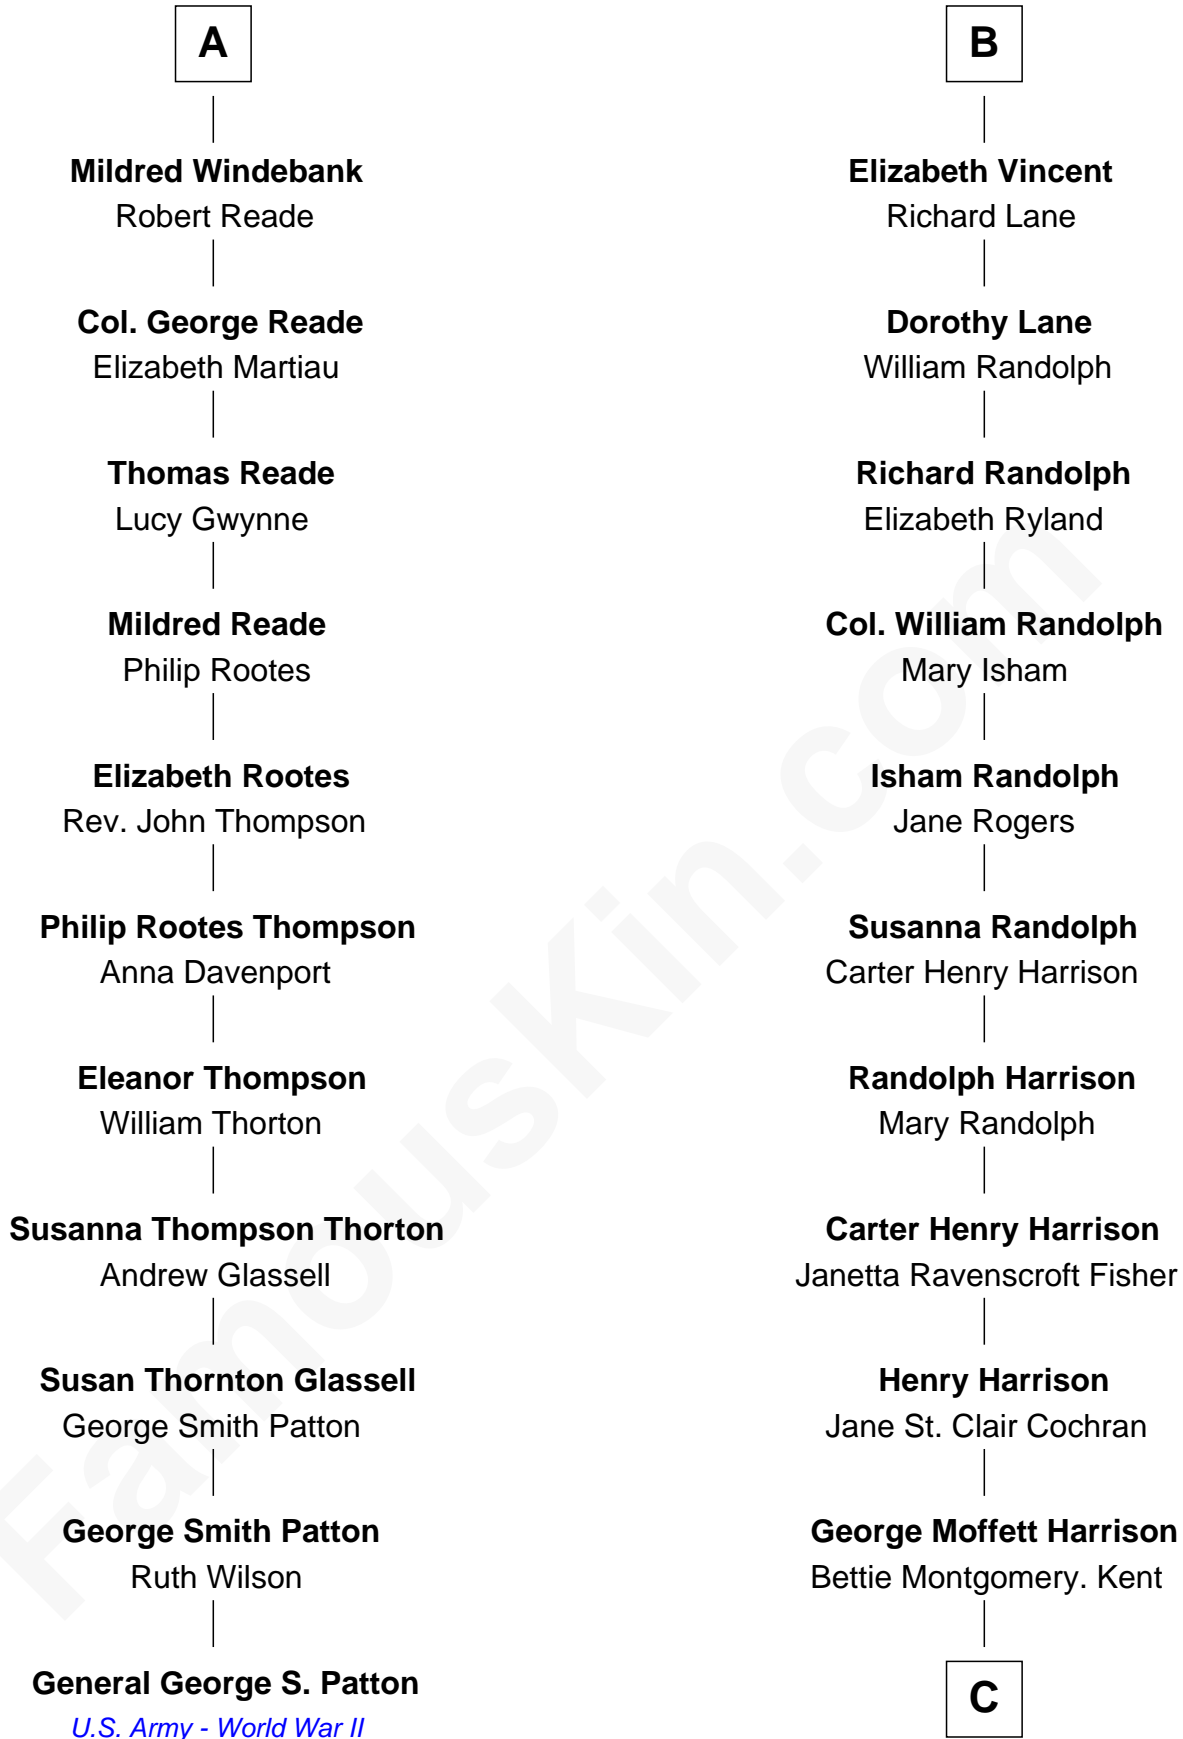 A
Mildred Windebank
Robert Reade
Col. George Reade
Elizabeth Martiau
Thomas Reade
Lucy Gwynne
Mildred Reade
Philip Rootes
Elizabeth Rootes
Rev. John Thompson
Philip Rootes Thompson
Anna Davenport
Eleanor Thompson
William Thorton
Susanna Thompson Thorton
Andrew Glassell
Susan Thornton Glassell
George Smith Patton
George Smith Patton
Ruth Wilson
General George S. Patton
U.S. Army - World War II
B
Elizabeth Vincent
Richard Lane
Dorothy Lane
William Randolph
Richard Randolph
Elizabeth Ryland
Col. William Randolph
Mary Isham
Isham Randolph
Jane Rogers
Susanna Randolph
Carter Henry Harrison
Randolph Harrison
Mary Randolph
Carter Henry Harrison
Janetta Ravenscroft Fisher
Henry Harrison
Jane St. Clair Cochran
George Moffett Harrison
Bettie Montgomery. Kent
C
FamousKin.com